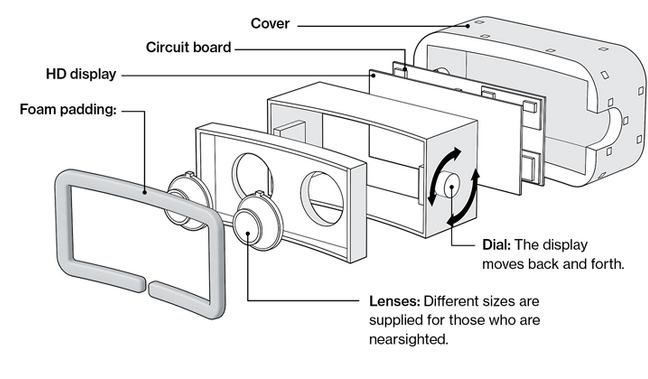 Cover
Circuit board
HD display
Foam padding:
Dial: The display
moves back and forth.
Lenses: Different sizes are
supplied for those who are
nearsighted.